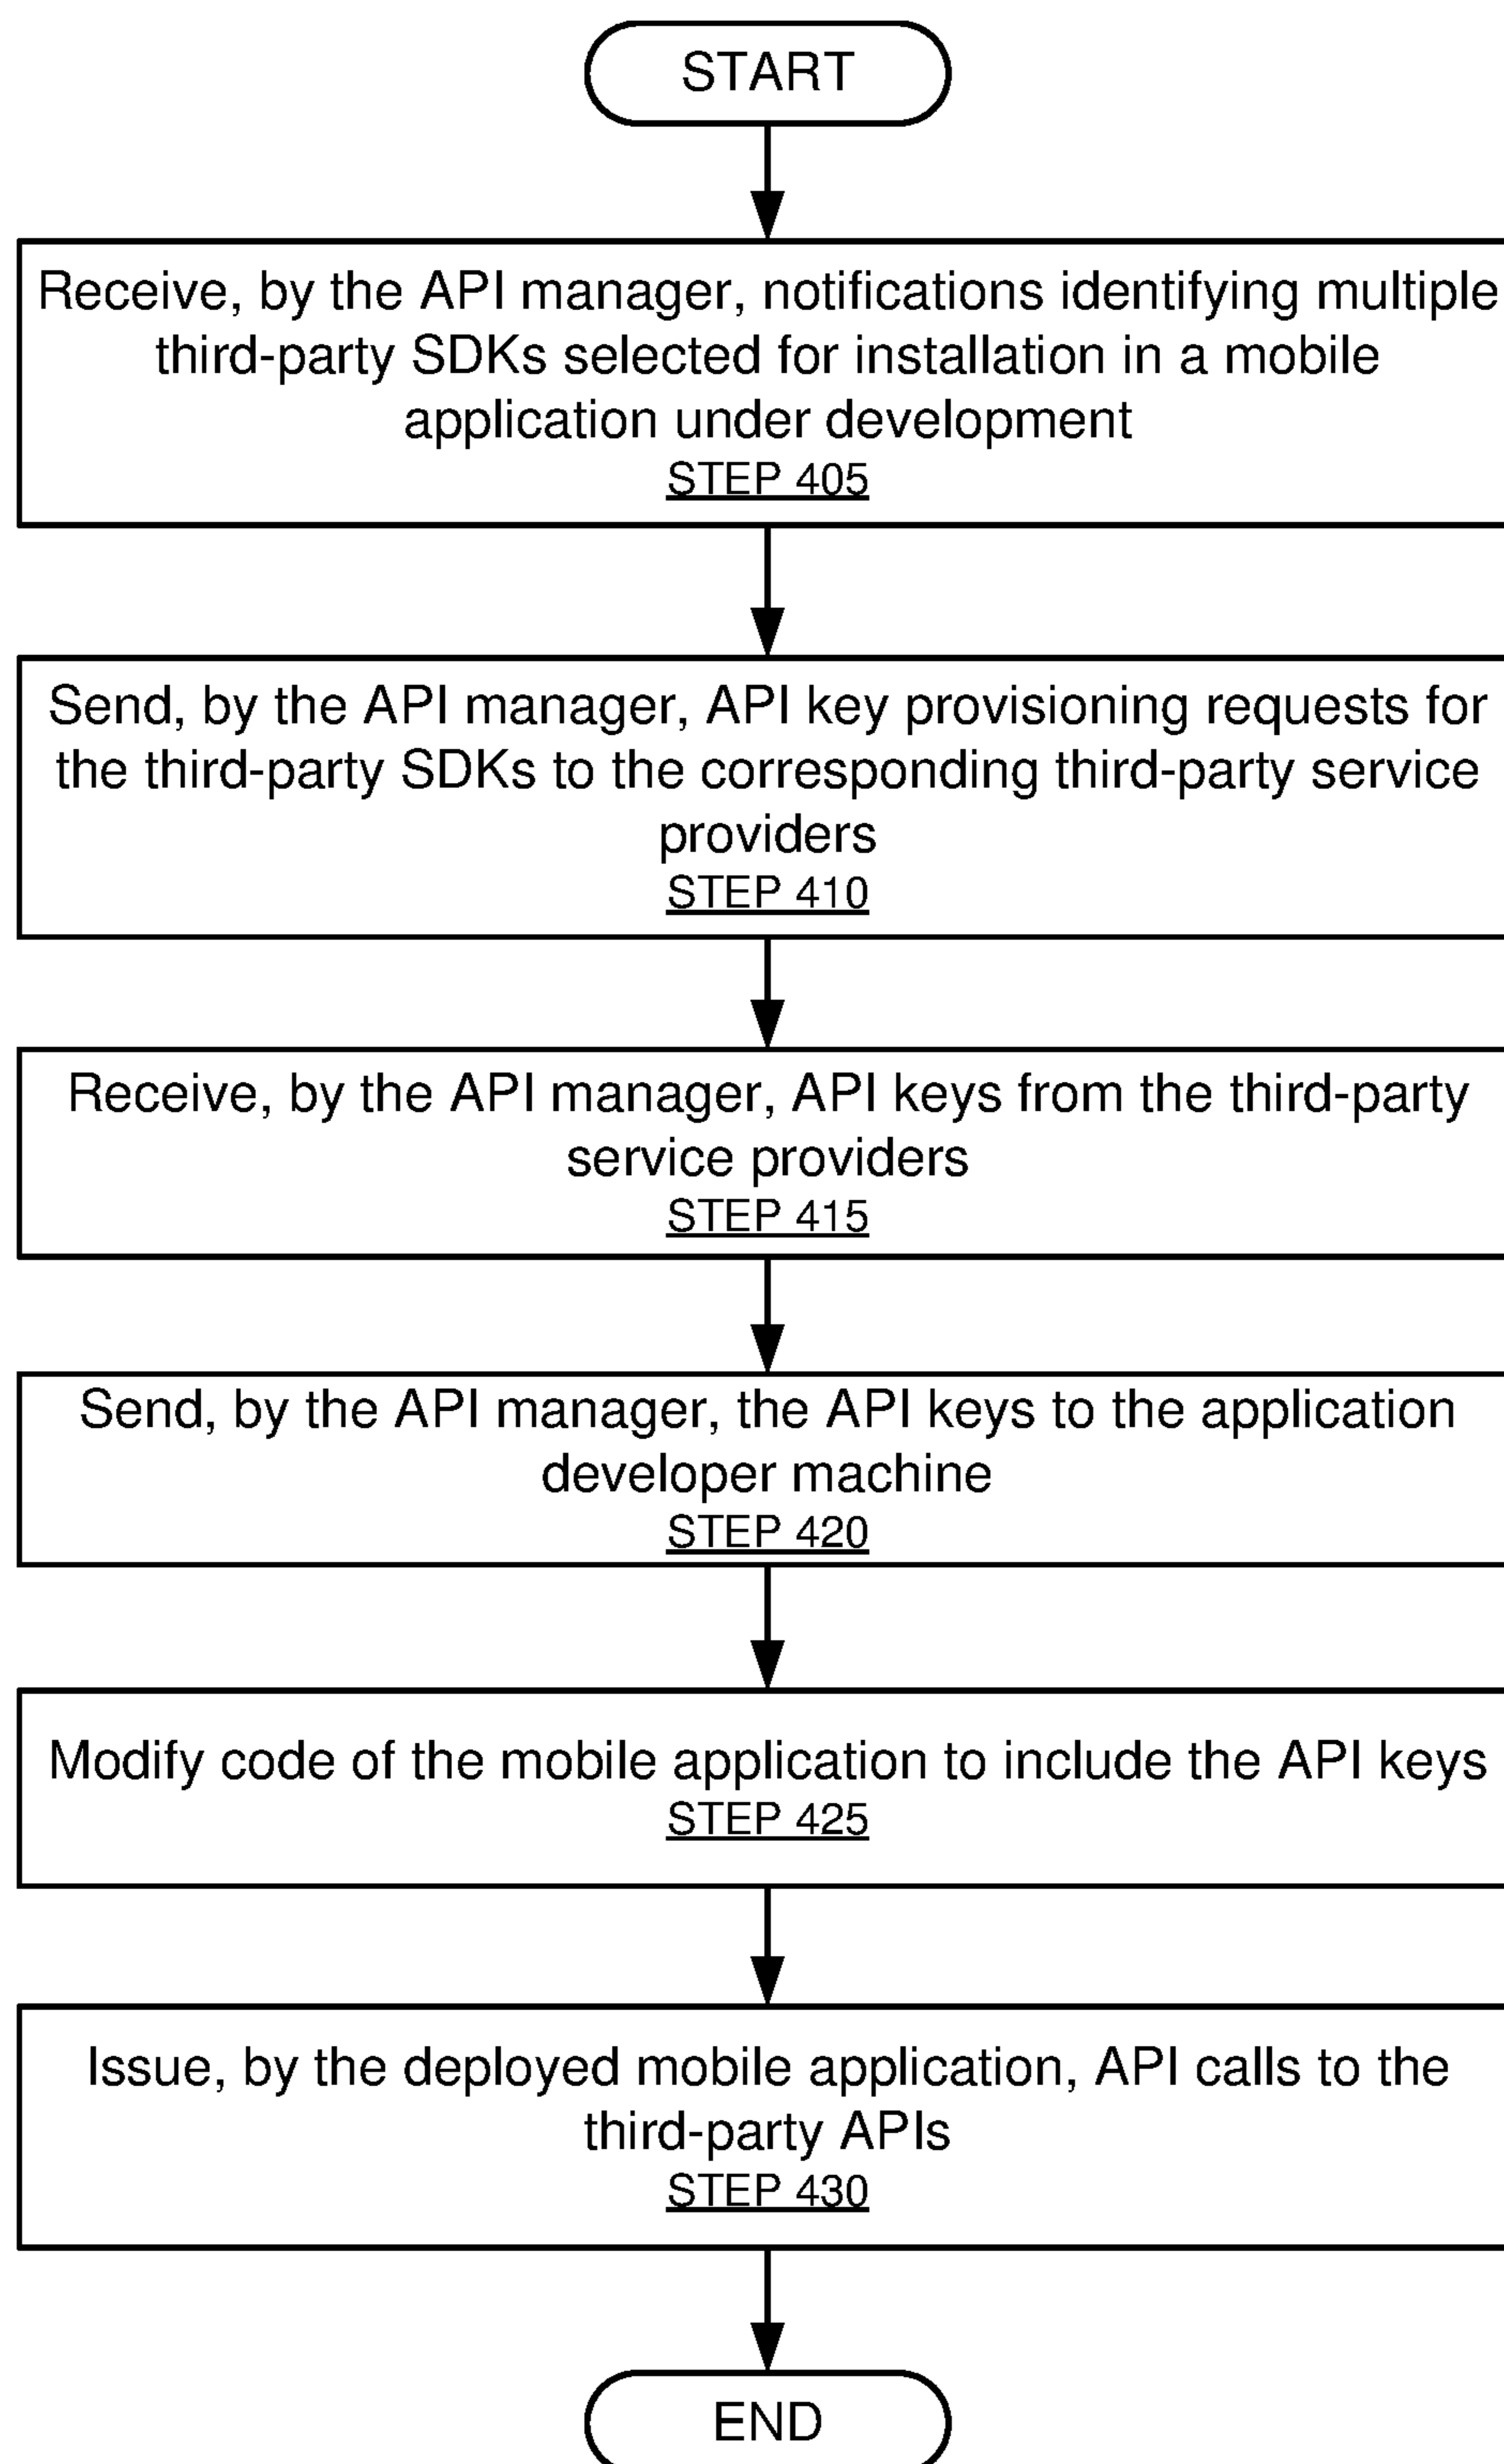 START
Receive, by the API manager, notifications identifying multiple
third-party SDKs selected for installation in a mobile
application under development
STEP 405
Send, by the API manager, API key provisioning requests for
the third-party SDKs to the corresponding third-party service
providers
STEP 410
Receive, by the API manager, API keys from the third-party
service providers
STEP 415
Send, by the API manager, the API keys to the application
developer machine
STEP 420
Modify code of the mobile application to include the API keys
STEP 425
Issue, by the deployed mobile application, API calls to the
third-party APIs
STEP 430
END